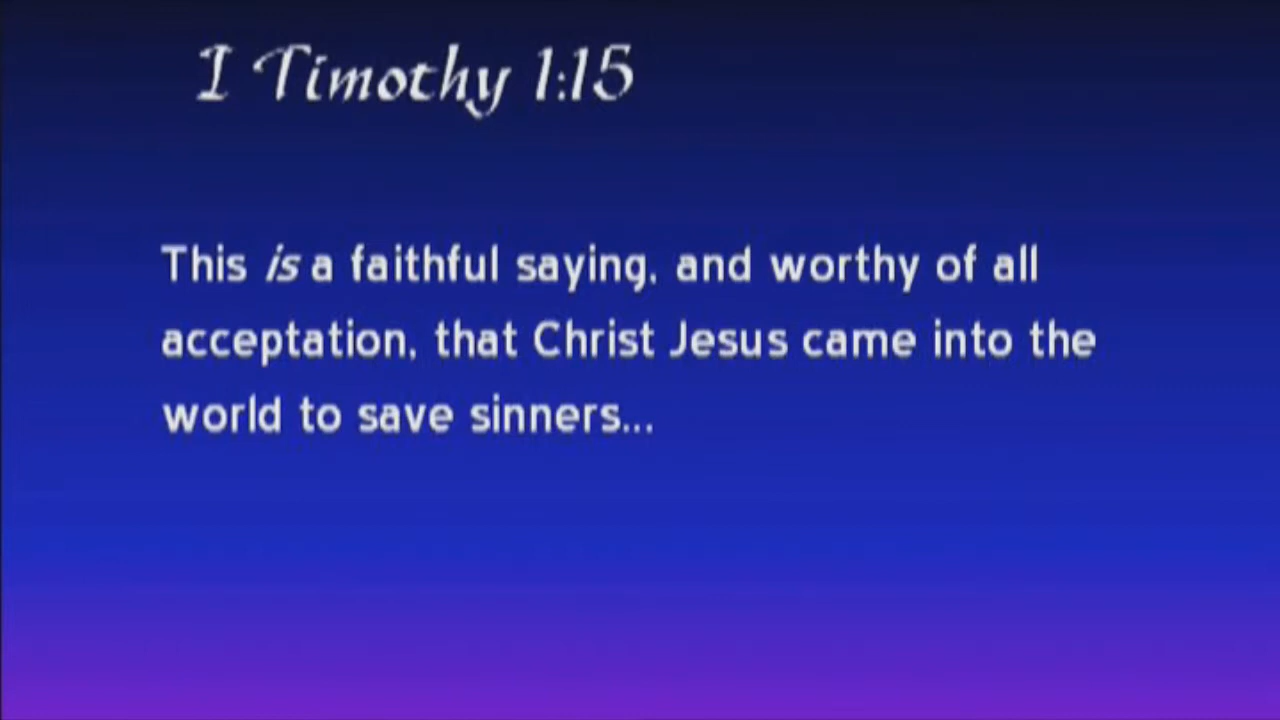 I Timothy 1:15
This is a faithful saying, and worthy of all
acceptation, that Christ Jesus came into the
world to save sinners...